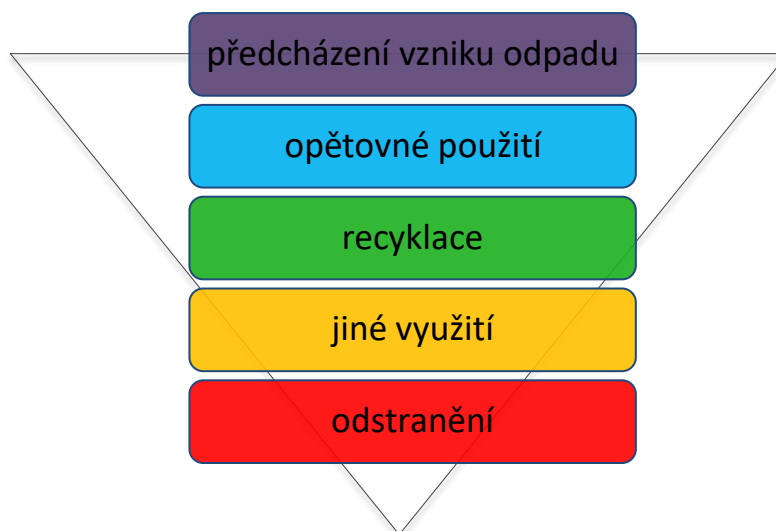 předcházení vzniku odpadu
opětovné použití
recyklace
jiné využití
odstranění